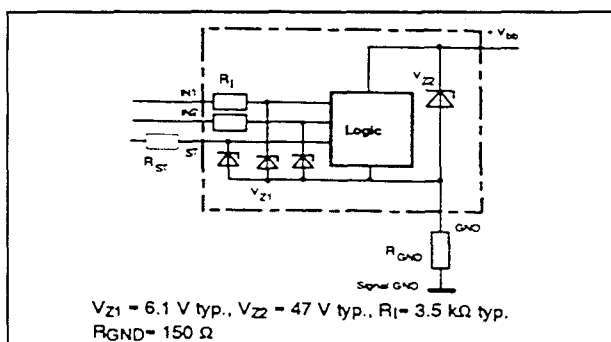 + Vbb
VZ2
RI
IN1
IN2
Logic
ST
RST
VZ1
GND
RGND
Signal GND
VZ1 = 6.1 V typ., VZ2 = 47 V typ., RI= 3.5 kΩ typ.
RGND= 150 Ω